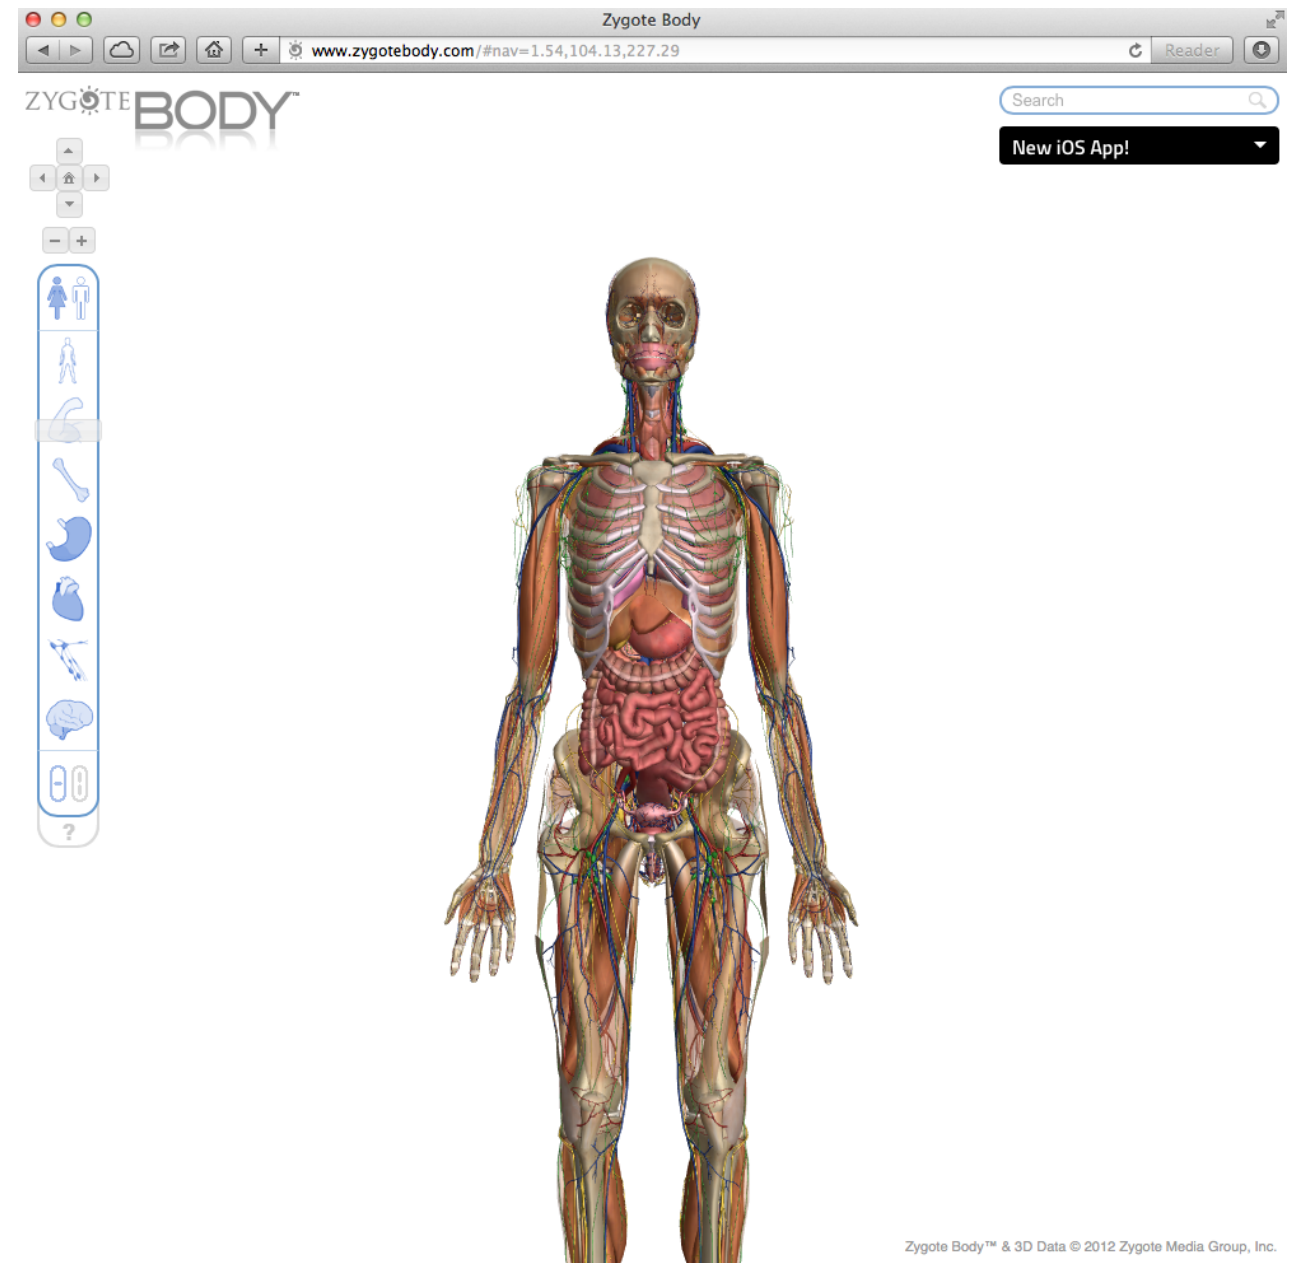 Zygote Body
www.zygotebody.com/#nav=1.54,104.13,227.29
Reader
ZYGOTE BODY™
Search
New iOS App!
?
Zygote Body™ & 3D Data © 2012 Zygote Media Group, Inc.